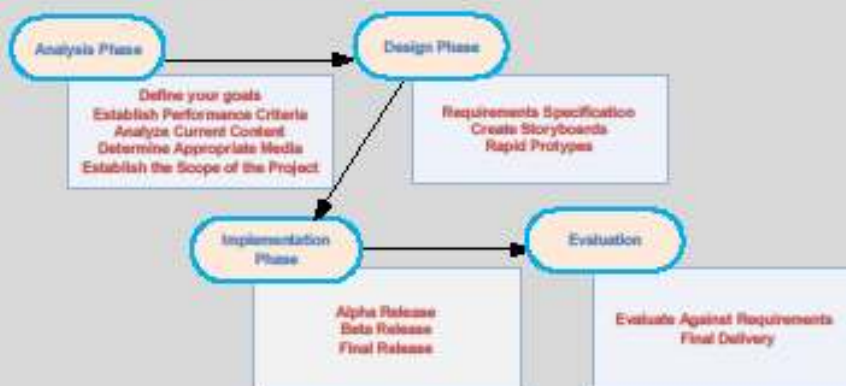 Analysis Phase
Define your goals
Establish Performance Criteria
Analyze Current Content
Determine Appropriate Media
Establish the Scope of the Project
Design Phase
Requirements Specification
Create Storyboards
Rapid Protypes
Implementation
Phase
Alpha Release
Beta Release
Final Release
Evaluation
Evaluate Against Requirements
Final Delivery